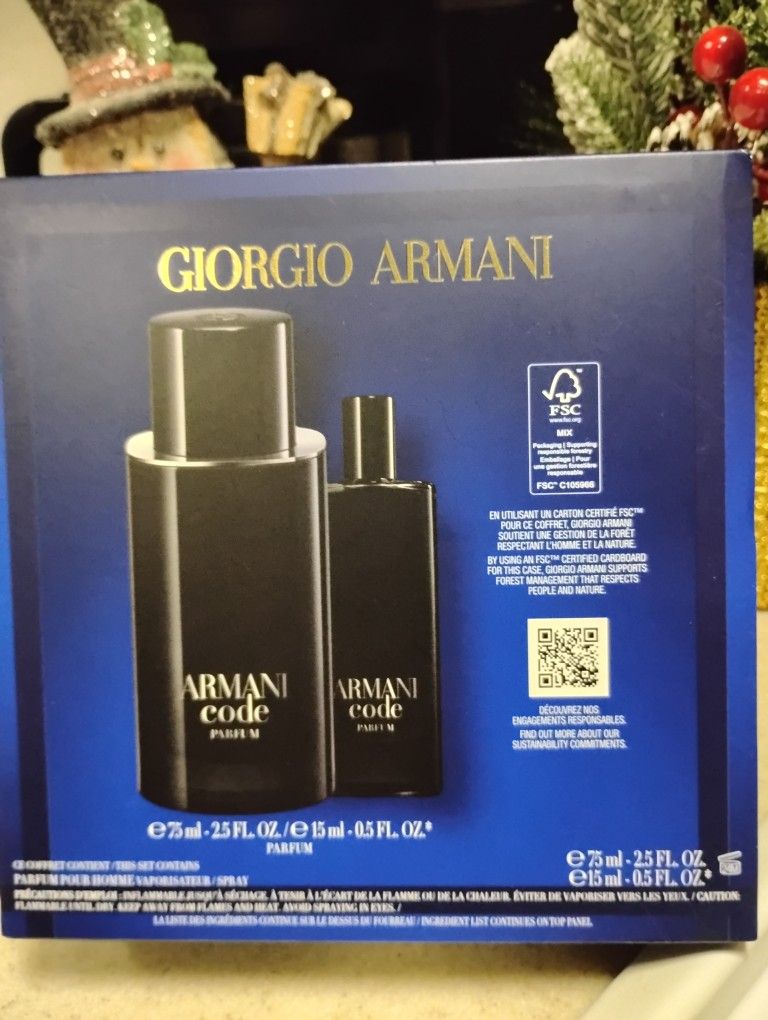 GIORGIO ARMANI
FSC
www.fsc.org
MIX
Packaging | Supporting
responsible forestry
Emballage | Pour
une gestion forestière
responsable
FSC™ C105966
EN UTILISANT UN CARTON CERTIFIÉ FSC™
POUR CE COFFRET, GIORGIO ARMANI
SOUTIENT UNE GESTION DE LA FORÊT
RESPECTANT L'HOMME ET LA NATURE.
BY USING AN FSC™ CERTIFIED CARDBOARD
FOR THIS CASE, GIORGIO ARMANI SUPPORTS
FOREST MANAGEMENT THAT RESPECTS
PEOPLE AND NATURE.
ARMANI
code
PARFUM
ARMANI
code
PARFUM
DÉCOUVREZ NOS
ENGAGEMENTS RESPONSABLES.
FIND OUT MORE ABOUT OUR
SUSTAINABILITY COMMITMENTS.
℮ 75 ml - 2.5 FL. OZ. / ℮ 15 ml - 0.5 FL. OZ.*
PARFUM
℮ 75 ml - 2.5 FL. OZ.
℮ 15 ml - 0.5 FL. OZ.*
CE COFFRET CONTIENT / THIS SET CONTAINS
PARFUM POUR HOMME VAPORISATEUR / SPRAY
PRÉCAUTIONS D'EMPLOI : INFLAMMABLE JUSQU'À SÉCHAGE. À TENIR À L'ÉCART DE LA FLAMME OU DE LA CHALEUR. ÉVITER DE VAPORISER VERS LES YEUX. / CAUTION:
FLAMMABLE UNTIL DRY. KEEP AWAY FROM FLAMES AND HEAT. AVOID SPRAYING IN EYES. /
LA LISTE DES INGRÉDIENTS CONTINUE SUR LE DESSUS DU FOURREAU / INGREDIENT LIST CONTINUES ON TOP PANEL